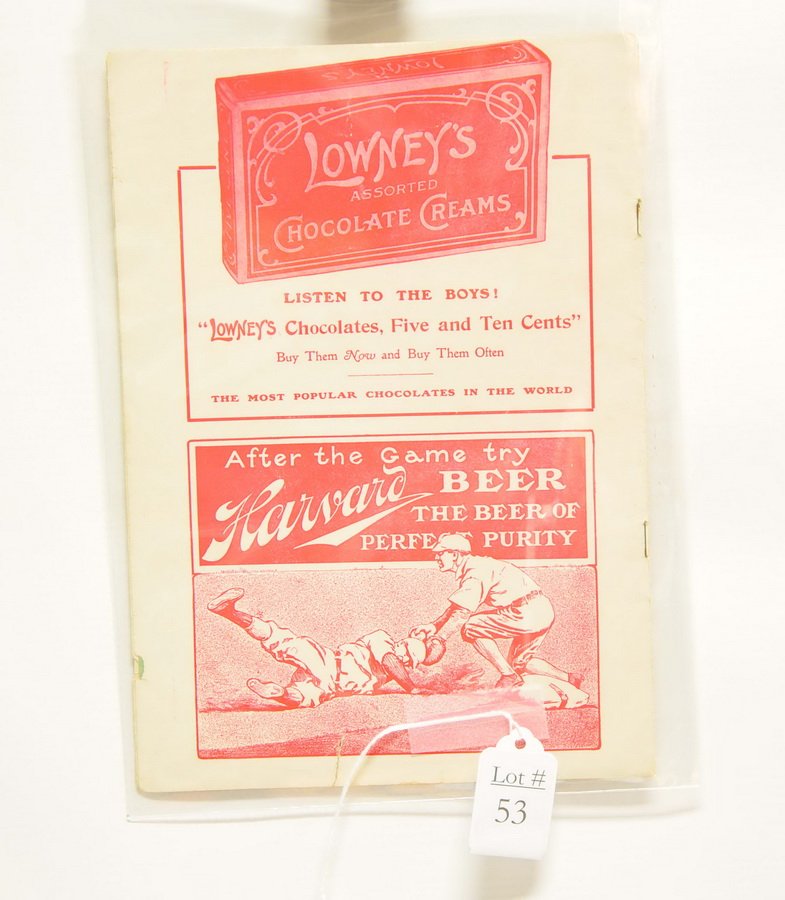 Lowney's
LOWNEY'S
ASSORTED
CHOCOLATE CREAMS
LISTEN TO THE BOYS!
"LOWNEY'S Chocolates, Five and Ten Cents"
Buy Them Now and Buy Them Often
THE MOST POPULAR CHOCOLATES IN THE WORLD
After the Game try
Harvard BEER
THE BEER OF
PERFECT PURITY
Lot #
53